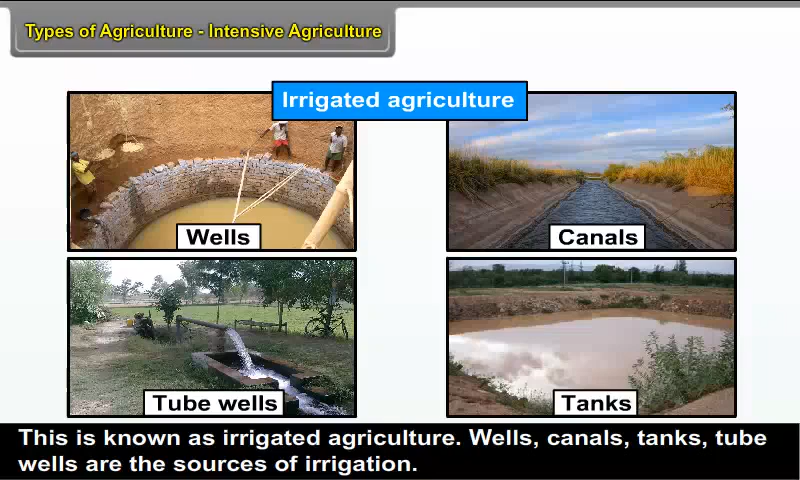 Types of Agriculture - Intensive Agriculture
Irrigated agriculture
Wells
Canals
Tube wells
Tanks
This is known as irrigated agriculture. Wells, canals, tanks, tube
wells are the sources of irrigation.